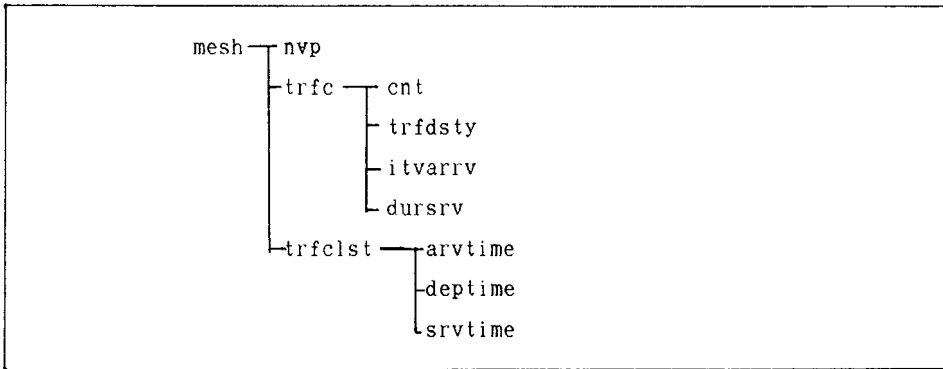 mesh nvp
trfc cnt
trfdsty
itvarrv
dursrv
trfclst arvtime
deptime
srvtime